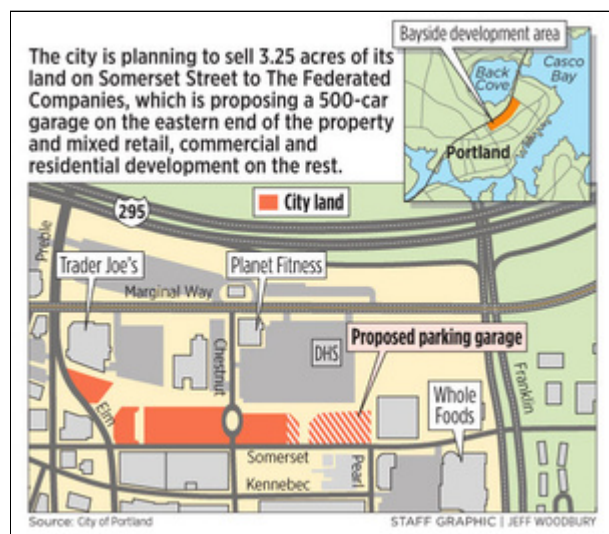 The city is planning to sell 3.25 acres of its
land on Somerset Street to The Federated
Companies, which is proposing a 500-car
garage on the eastern end of the property
and mixed retail, commercial and
residential development on the rest.
Bayside development area
Back
Cove
Casco
Bay
Portland
295
City land
Preble
Trader Joe's
Planet Fitness
Marginal Way
Chestnut
DHS
Proposed parking garage
Elm
Whole
Foods
Franklin
Somerset
Pearl
Kennebec
Source: City of Portland
STAFF GRAPHIC | JEFF WOODBURY